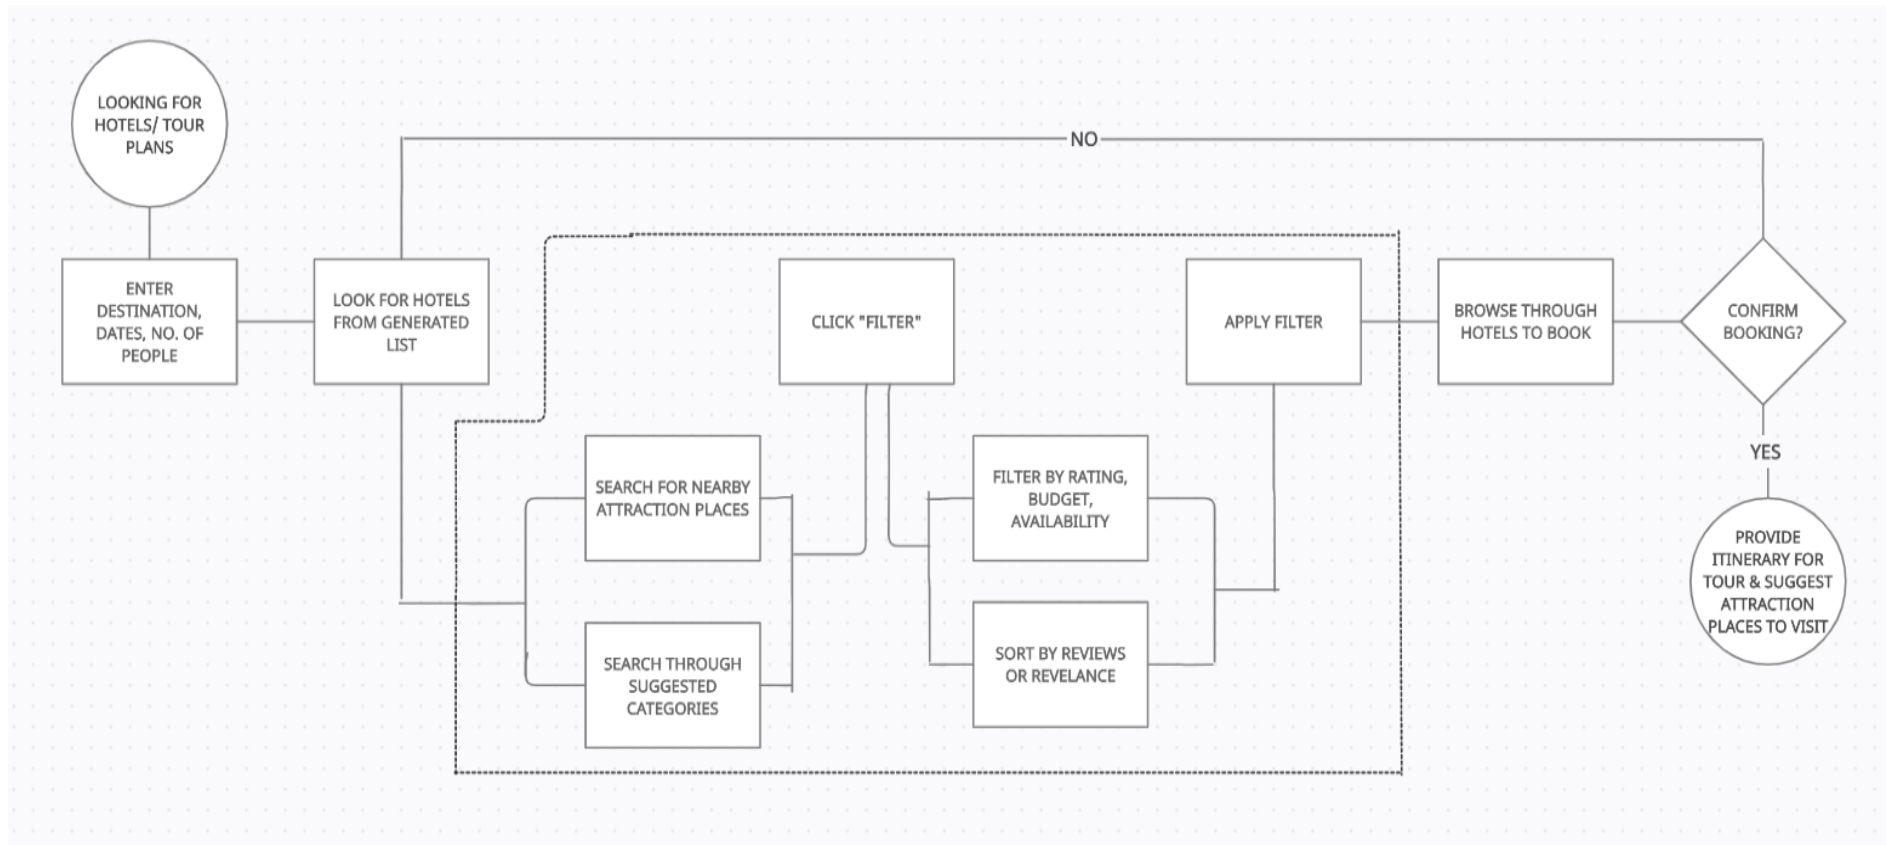 LOOKING FOR
HOTELS/ TOUR
PLANS
NO
ENTER
DESTINATION,
DATES, NO. OF
PEOPLE
LOOK FOR HOTELS
FROM GENERATED
LIST
CLICK "FILTER"
APPLY FILTER
BROWSE THROUGH
HOTELS TO BOOK
CONFIRM
BOOKING?
SEARCH FOR NEARBY
ATTRACTION PLACES
FILTER BY RATING,
BUDGET,
AVAILABILITY
YES
SEARCH THROUGH
SUGGESTED
CATEGORIES
SORT BY REVIEWS
OR REVELANCE
PROVIDE
ITINERARY FOR
TOUR & SUGGEST
ATTRACTION
PLACES TO VISIT